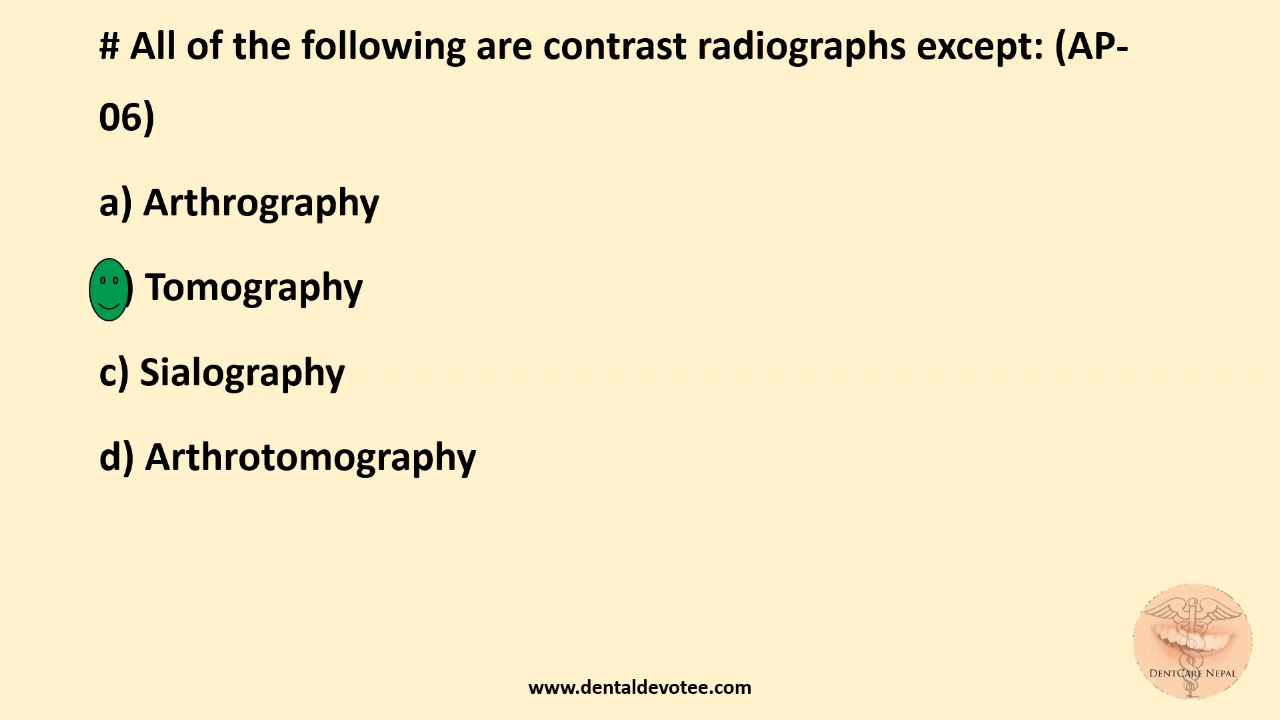 # All of the following are contrast radiographs except: (AP-
06)
a) Arthrography
) Tomography
c) Sialography
d) Arthrotomography
DentCare Nepal
www.dentaldevotee.com